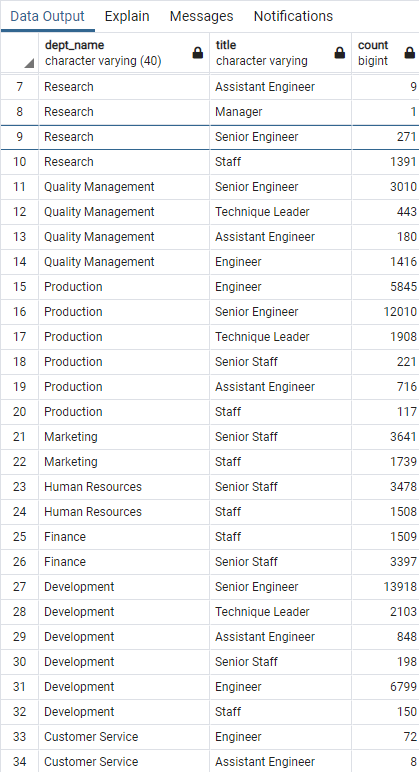 Data Output Explain Messages Notifications
dept_name title count
character varying (40) character varying bigint
7 Research Assistant Engineer 9
8 Research Manager 1
9 Research Senior Engineer 271
10 Research Staff 1391
11 Quality Management Senior Engineer 3010
12 Quality Management Technique Leader 443
13 Quality Management Assistant Engineer 180
14 Quality Management Engineer 1416
15 Production Engineer 5845
16 Production Senior Engineer 12010
17 Production Technique Leader 1908
18 Production Senior Staff 221
19 Production Assistant Engineer 716
20 Production Staff 117
21 Marketing Senior Staff 3641
22 Marketing Staff 1739
23 Human Resources Senior Staff 3478
24 Human Resources Staff 1508
25 Finance Staff 1509
26 Finance Senior Staff 3397
27 Development Senior Engineer 13918
28 Development Technique Leader 2103
29 Development Assistant Engineer 848
30 Development Senior Staff 198
31 Development Engineer 6799
32 Development Staff 150
33 Customer Service Engineer 72
34 Customer Service Assistant Engineer 8